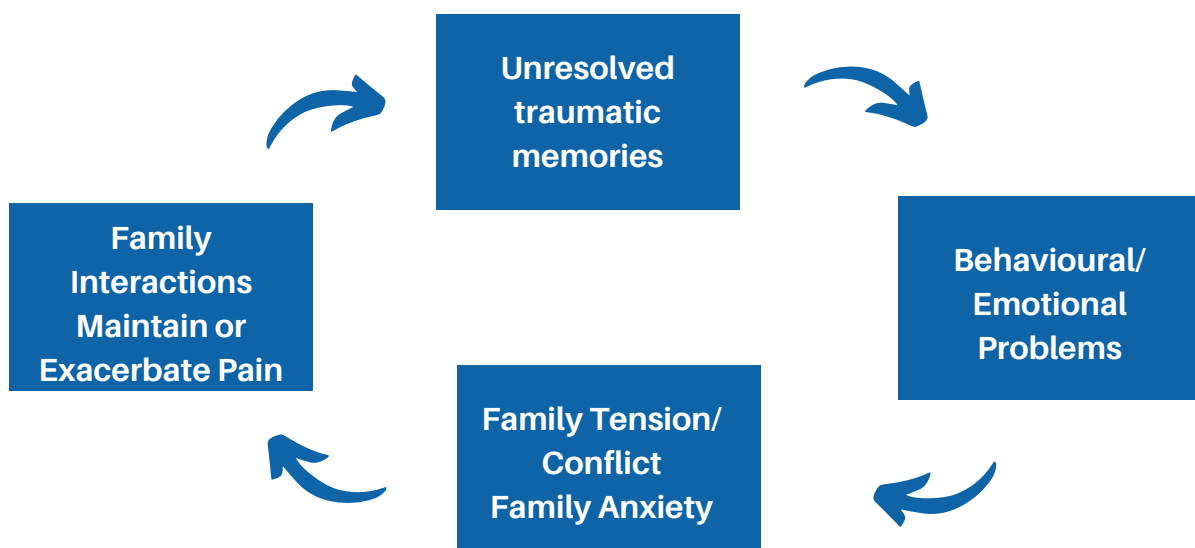 Unresolved
traumatic
memories
Behavioural/
Emotional
Problems
Family Tension/
Conflict
Family Anxiety
Family
Interactions
Maintain or
Exacerbate Pain